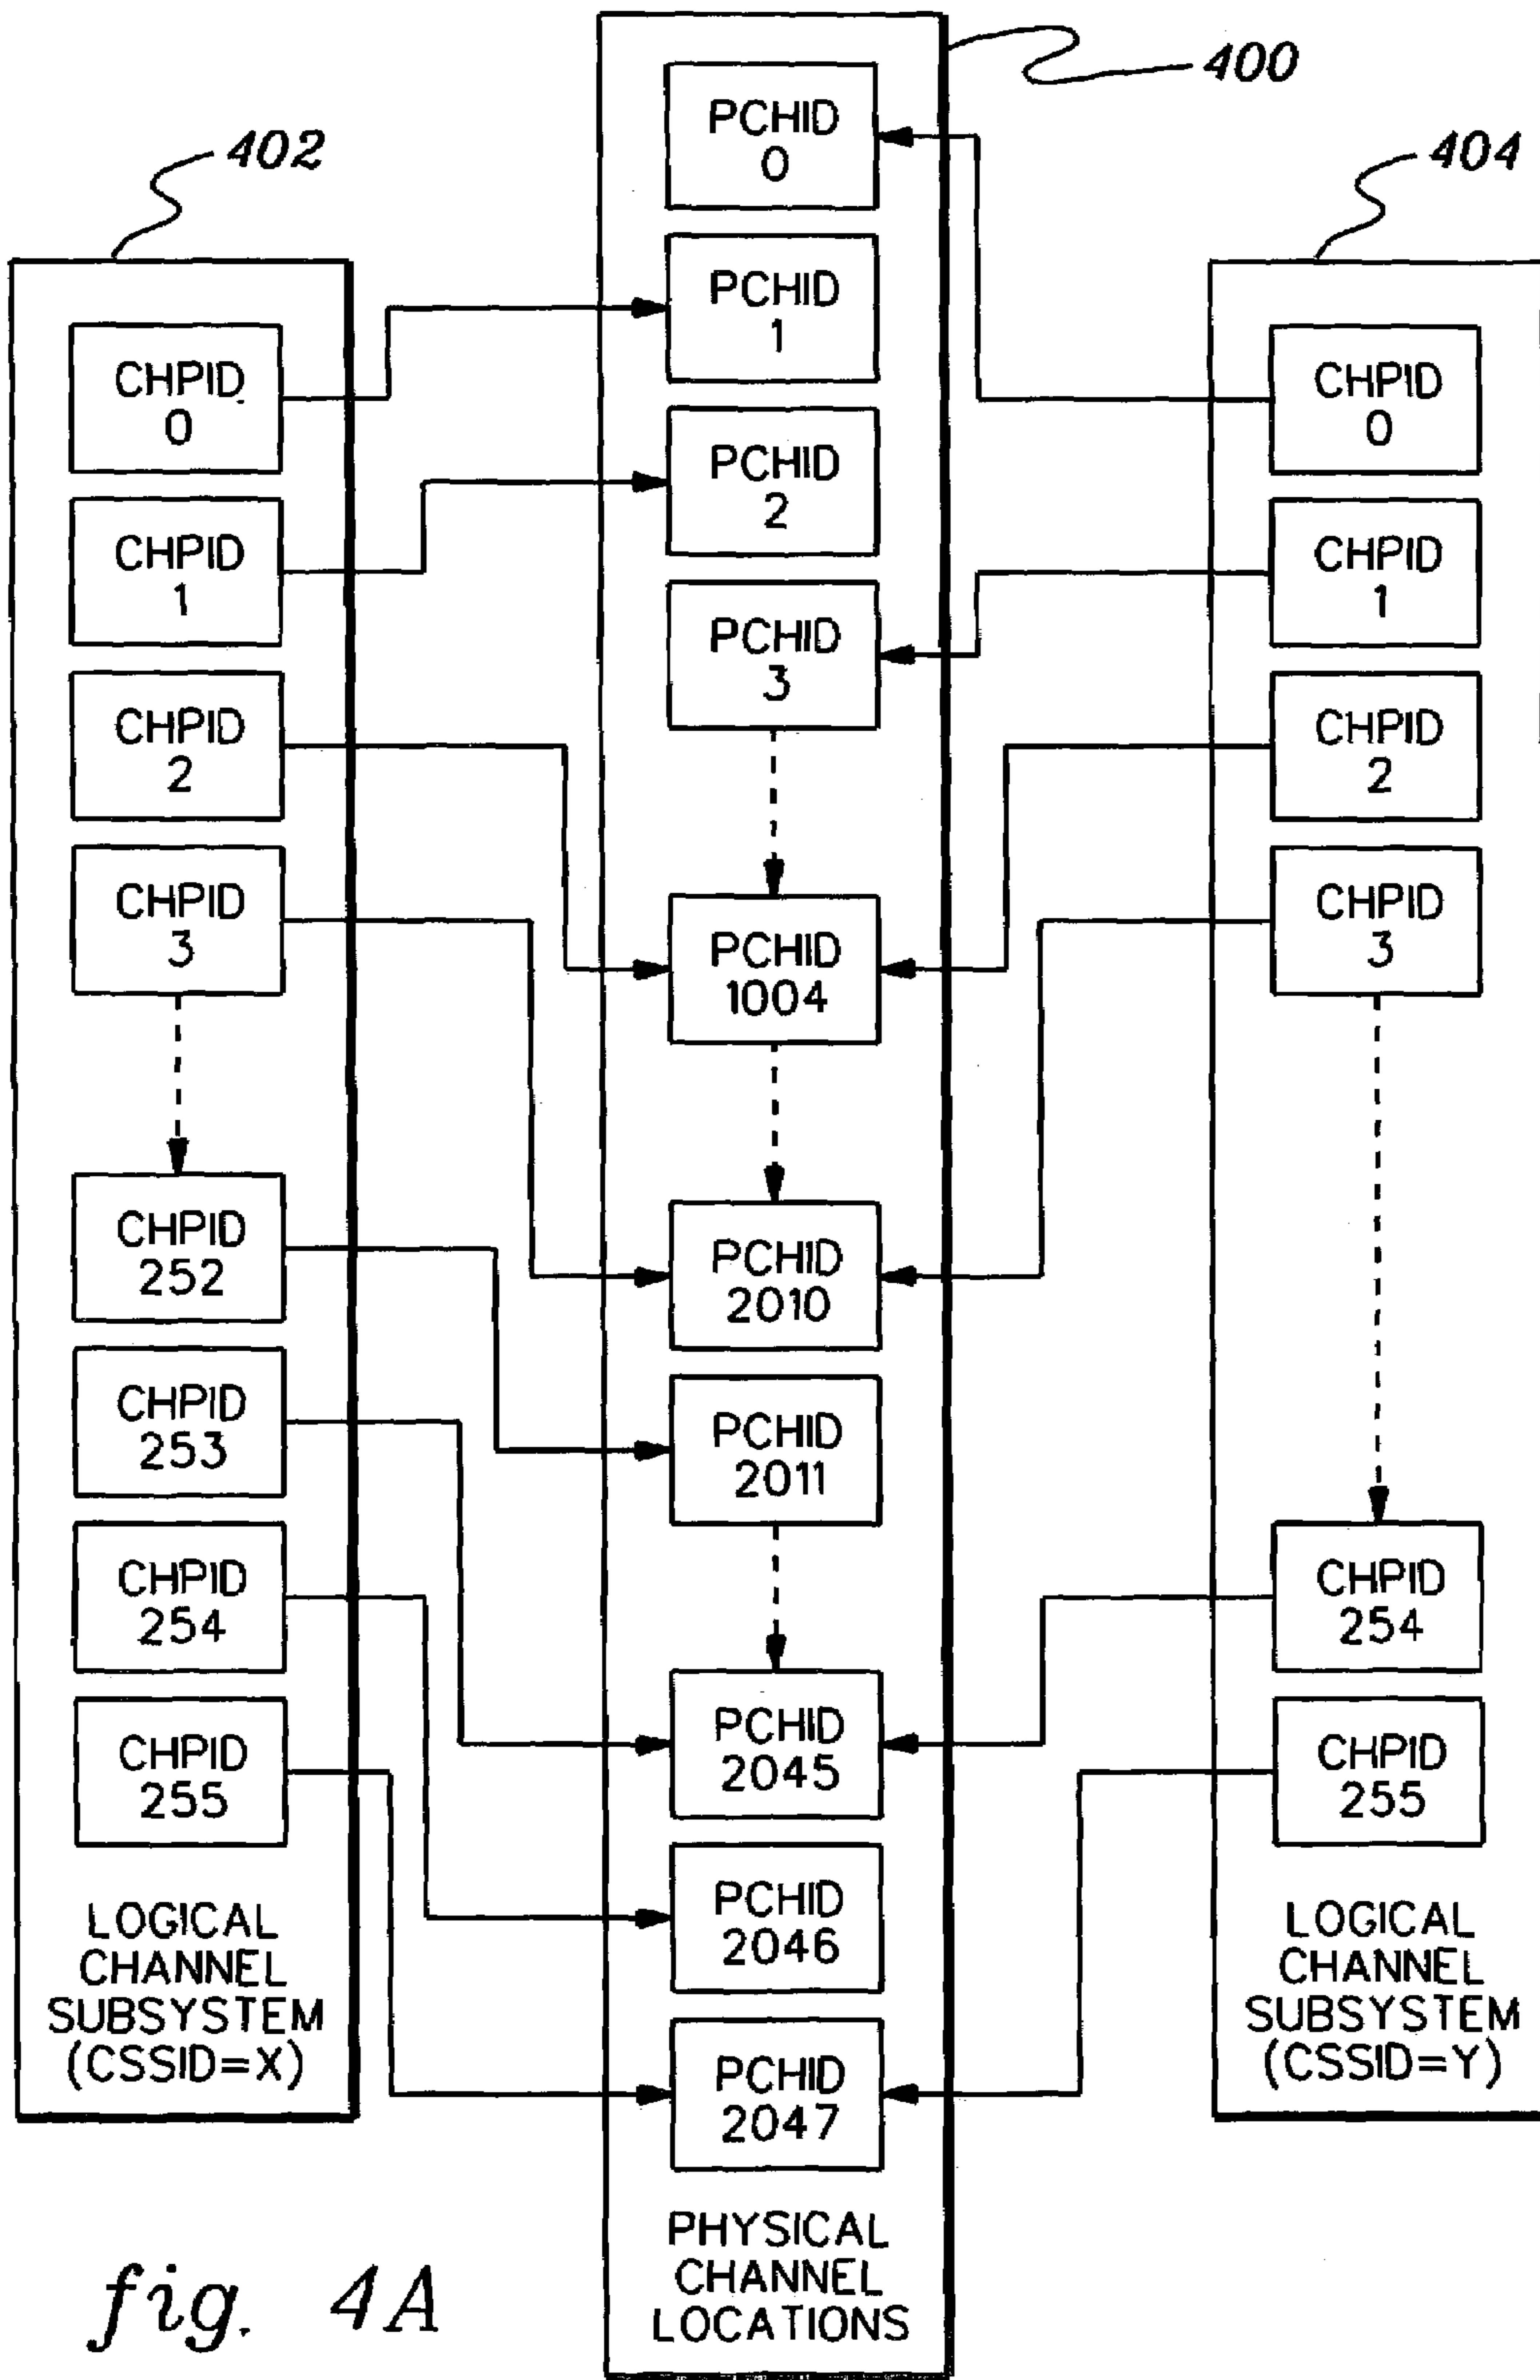 400
402
404
PCHID
0
PCHID
1
PCHID
2
PCHID
3
PCHID
1004
PCHID
2010
PCHID
2011
PCHID
2045
PCHID
2046
PCHID
2047
PHYSICAL
CHANNEL
LOCATIONS
CHPID
0
CHPID
1
CHPID
2
CHPID
3
CHPID
252
CHPID
253
CHPID
254
CHPID
255
LOGICAL
CHANNEL
SUBSYSTEM
(CSSID=X)
CHPID
0
CHPID
1
CHPID
2
CHPID
3
CHPID
254
CHPID
255
LOGICAL
CHANNEL
SUBSYSTEM
(CSSID=Y)
fig. 4A